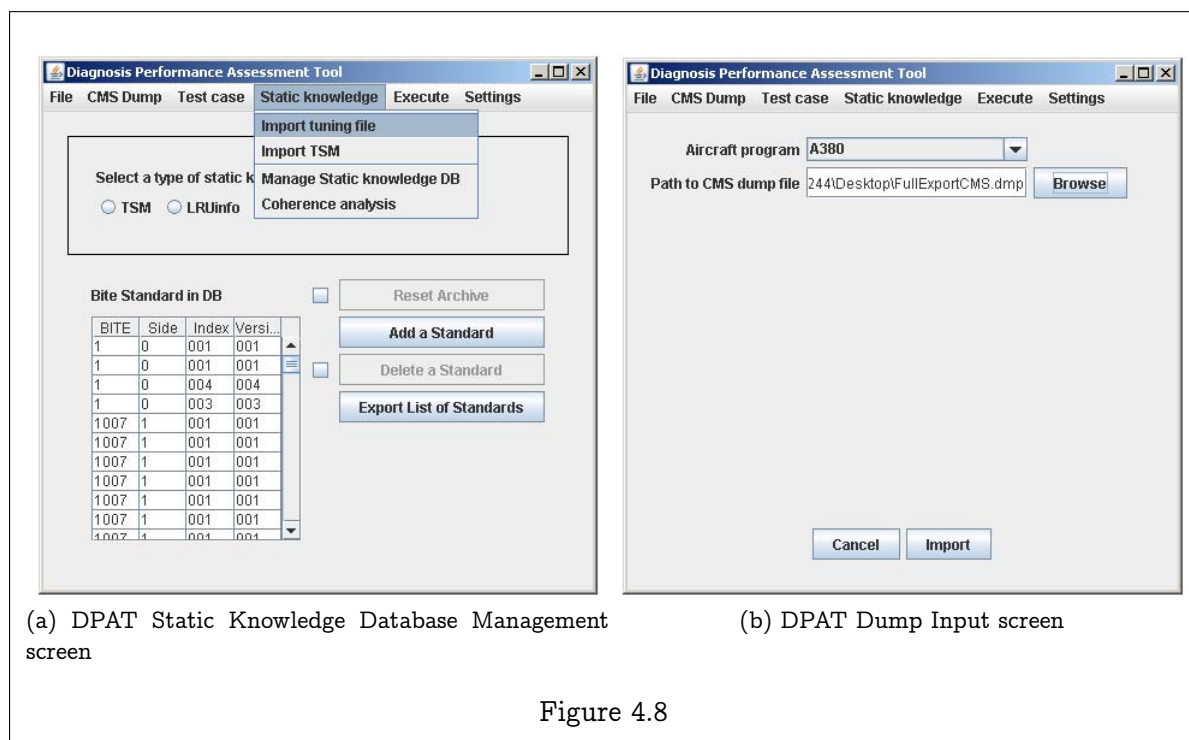 Diagnosis Performance Assessment Tool
File CMS Dump Test case Static knowledge Execute Settings
Import tuning file
Import TSM
Manage Static knowledge DB
Coherence analysis
Select a type of static k
TSM LRUinfo
Bite Standard in DB
Reset Archive
Add a Standard
Delete a Standard
Export List of Standards
BITE Side Index Versi...
1 0 001 001
1 0 001 001
1 0 004 004
1 0 003 003
1007 1 001 001
1007 1 001 001
1007 1 001 001
1007 1 001 001
1007 1 001 001
1007 1 001 001
1007 1 001 001
(a) DPAT Static Knowledge Database Management
screen
Diagnosis Performance Assessment Tool
File CMS Dump Test case Static knowledge Execute Settings
Aircraft program A380
Path to CMS dump file 244\Desktop\FullExportCMS.dmp Browse
Cancel Import
(b) DPAT Dump Input screen
Figure 4.8